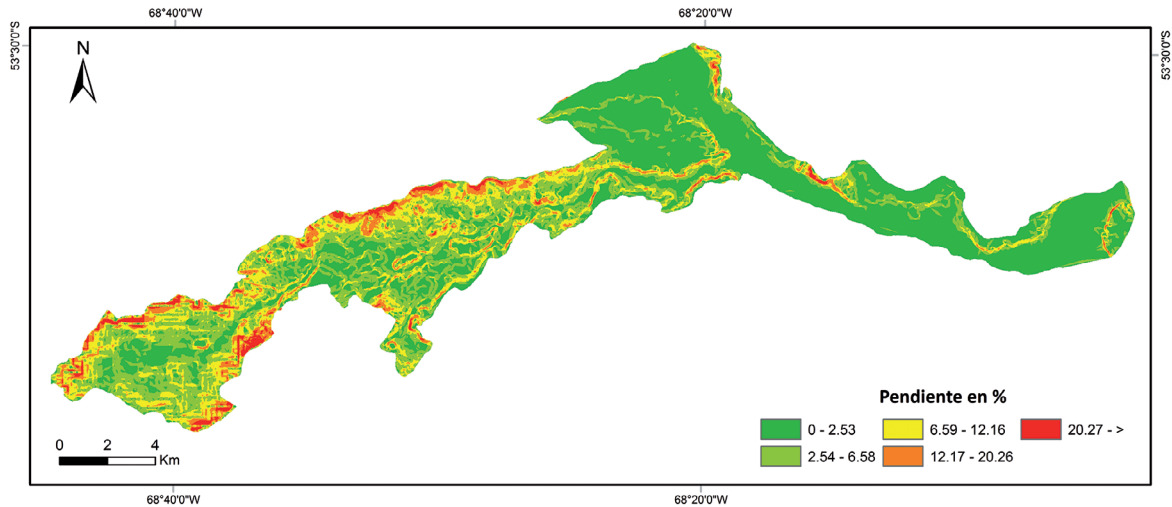 68°40'0"W
68°20'0"W
53°30'0"S
53°30'0"S
N
Pendiente en %
0 - 2.53
6.59 - 12.16
20.27 - >
2.54 - 6.58
12.17 - 20.26
0
2
4
Km
68°40'0"W
68°20'0"W